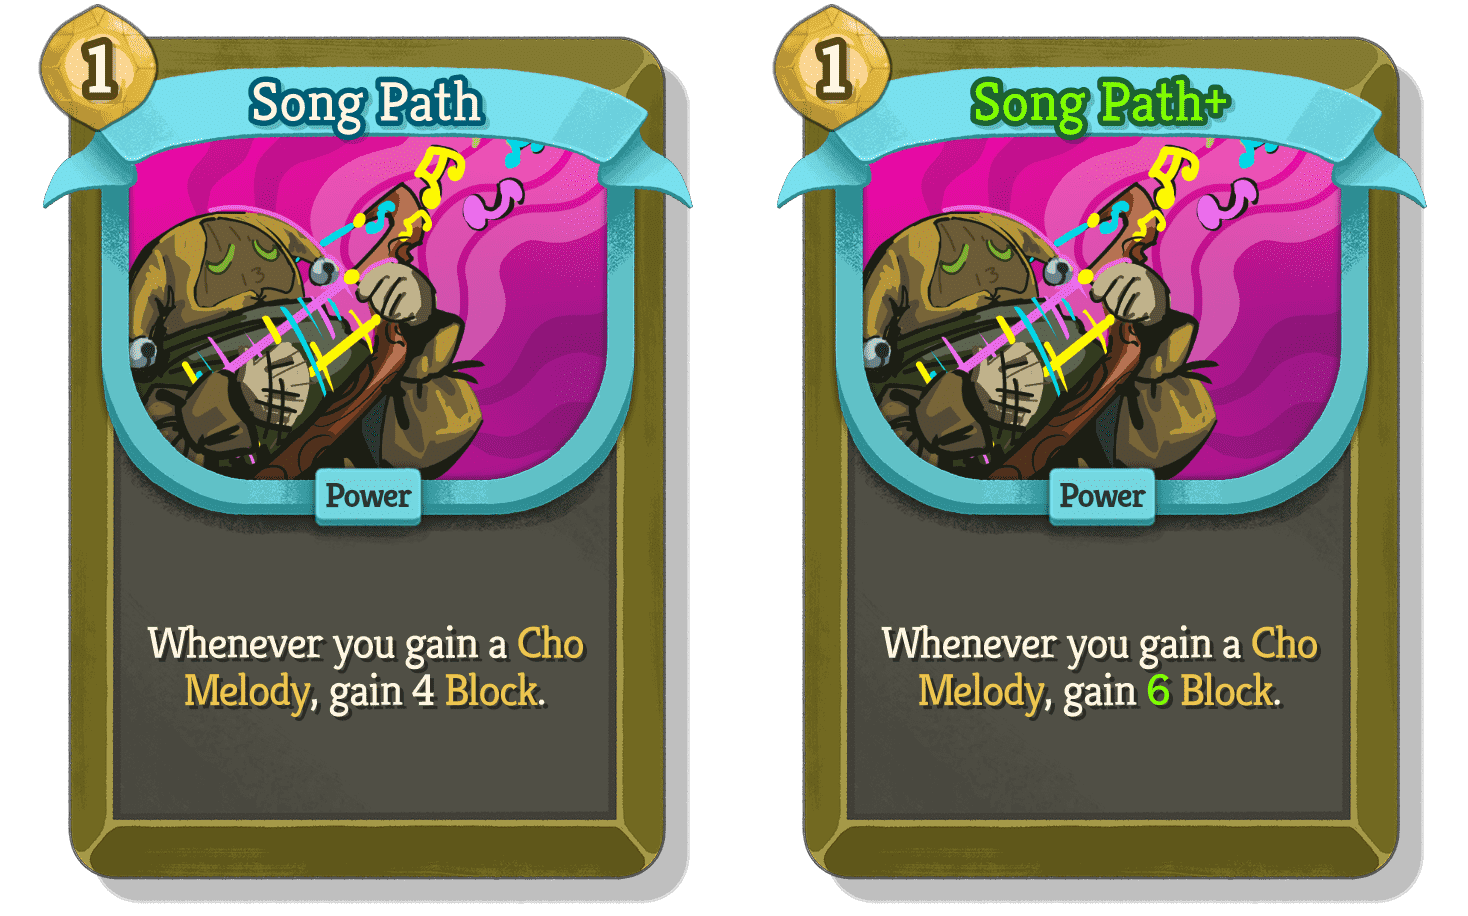 1
Song Path
Power
Whenever you gain a Cho
Melody, gain 4 Block.
1
Song Path+
Power
Whenever you gain a Cho
Melody, gain 6 Block.